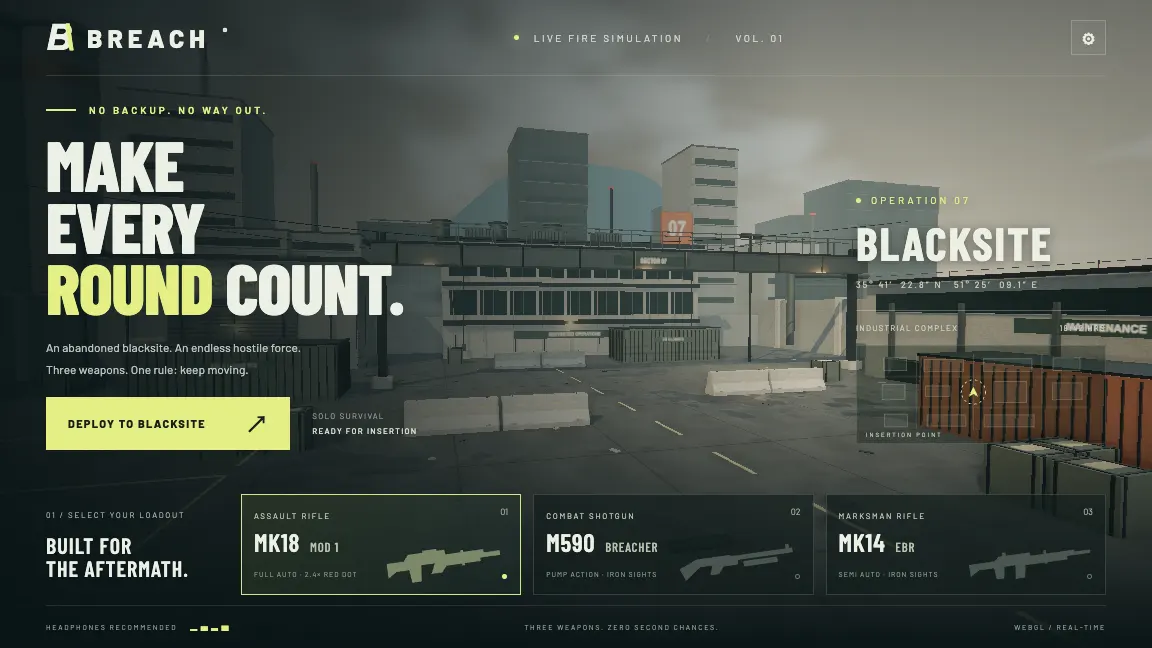 BREACH
LIVE FIRE SIMULATION / VOL. 01
NO BACKUP. NO WAY OUT.
MAKE
EVERY
ROUND COUNT.
An abandoned blacksite. An endless hostile force.
Three weapons. One rule: keep moving.
DEPLOY TO BLACKSITE
SOLO SURVIVAL
READY FOR INSERTION
07
SECTOR 07
OPERATION 07
BLACKSITE
35° 41′ 22.8″ N 51° 25′ 09.1″ E
INDUSTRIAL COMPLEX
MAINTENANCE
INSERTION POINT
01 / SELECT YOUR LOADOUT
BUILT FOR
THE AFTERMATH.
ASSAULT RIFLE 01
MK18 MOD 1
FULL AUTO · 2.4× RED DOT
COMBAT SHOTGUN 02
M590 BREACHER
PUMP ACTION · IRON SIGHTS
MARKSMAN RIFLE 03
MK14 EBR
SEMI AUTO · IRON SIGHTS
HEADPHONES RECOMMENDED
THREE WEAPONS. ZERO SECOND CHANCES.
WEBGL / REAL-TIME